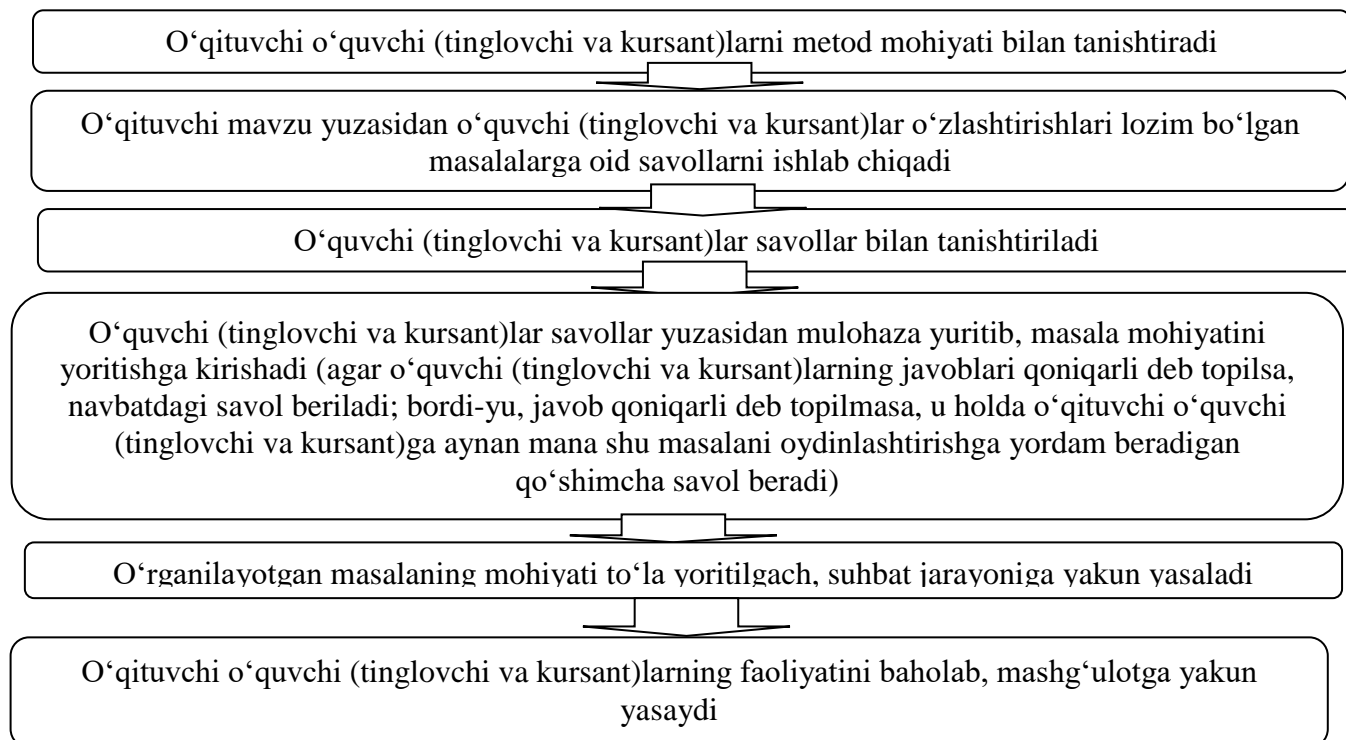 O‘qituvchi o‘quvchi (tinglovchi va kursant)larni metod mohiyati bilan tanishtiradi
O‘qituvchi mavzu yuzasidan o‘quvchi (tinglovchi va kursant)lar o‘zlashtirishlari lozim bo‘lgan
masalalarga oid savollarni ishlab chiqadi
O‘quvchi (tinglovchi va kursant)lar savollar bilan tanishtiriladi
O‘quvchi (tinglovchi va kursant)lar savollar yuzasidan mulohaza yuritib, masala mohiyatini
yoritishga kirishadi (agar o‘quvchi (tinglovchi va kursant)larning javoblari qoniqarli deb topilsa,
navbatdagi savol beriladi; bordi-yu, javob qoniqarli deb topilmasa, u holda o‘qituvchi o‘quvchi
(tinglovchi va kursant)ga aynan mana shu masalani oydinlashtirishga yordam beradigan
qo‘shimcha savol beradi)
O‘rganilayotgan masalaning mohiyati to‘la yoritilgach, suhbat jarayoniga yakun yasaladi
O‘qituvchi o‘quvchi (tinglovchi va kursant)larning faoliyatini baholab, mashg‘ulotga yakun
yasaydi